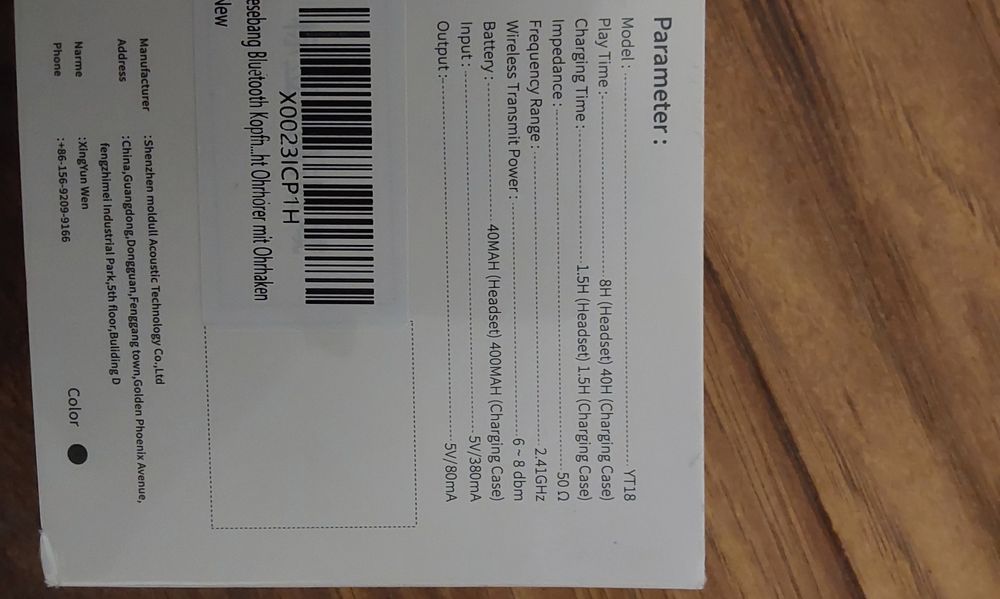 Parameter :
Model : YT18
Play Time : 8H (Headset) 40H (Charging Case)
Charging Time : 1.5H (Headset) 1.5H (Charging Case)
Impedance : 50 Ω
Frequency Range : 2.41GHz
Wireless Transmit Power : 6 ~ 8 dbm
Battery : 40MAH (Headset) 400MAH (Charging Case)
Input : 5V/380mA
Output : 5V/80mA
X0023ICP1H
esebang Bluetooth Kopfh...ht Ohrhörer mit Ohrhaken
New
Manufacturer :Shenzhen moldull Acoustic Technology Co.,Ltd
Address :China,Guangdong,Dongguan,Fenggang town,Golden Phoenix Avenue,
fengzhimei Industrial Park,5th floor,Buliding D
Narme :XingYun Wen
Phone :+86-156-9209-9166
Color